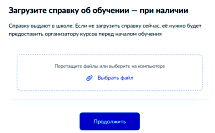 Загрузите справку об обучении — при наличии
Справку выдают в школе. Если не загрузить справку сейчас, её нужно будет
предоставить организатору курсов перед началом обучения
Перетащите файлы или выберите на компьютере
Выбрать файл
Продолжить